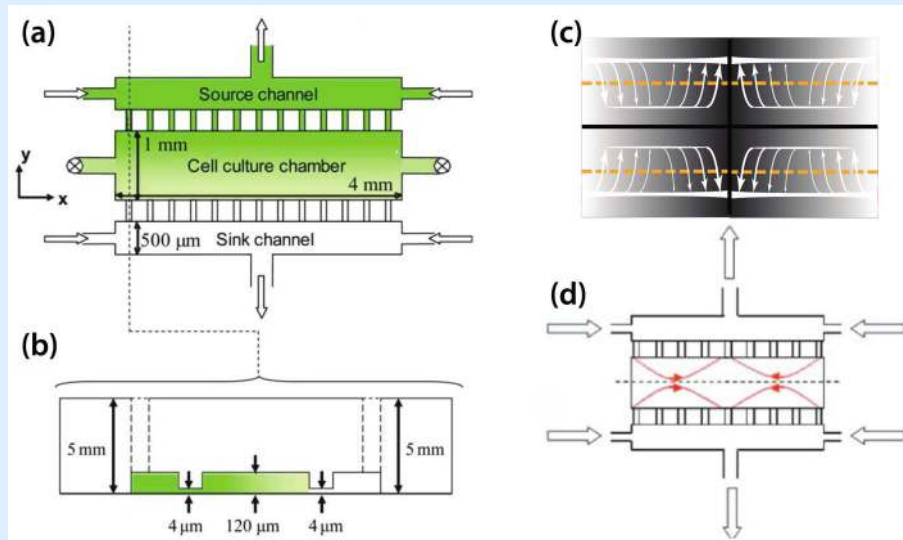 (a)
Source channel
1 mm
Cell culture chamber
4 mm
y
x
500 μm
Sink channel
(b)
5 mm
5 mm
4 μm
120 μm
4 μm
(c)
(d)